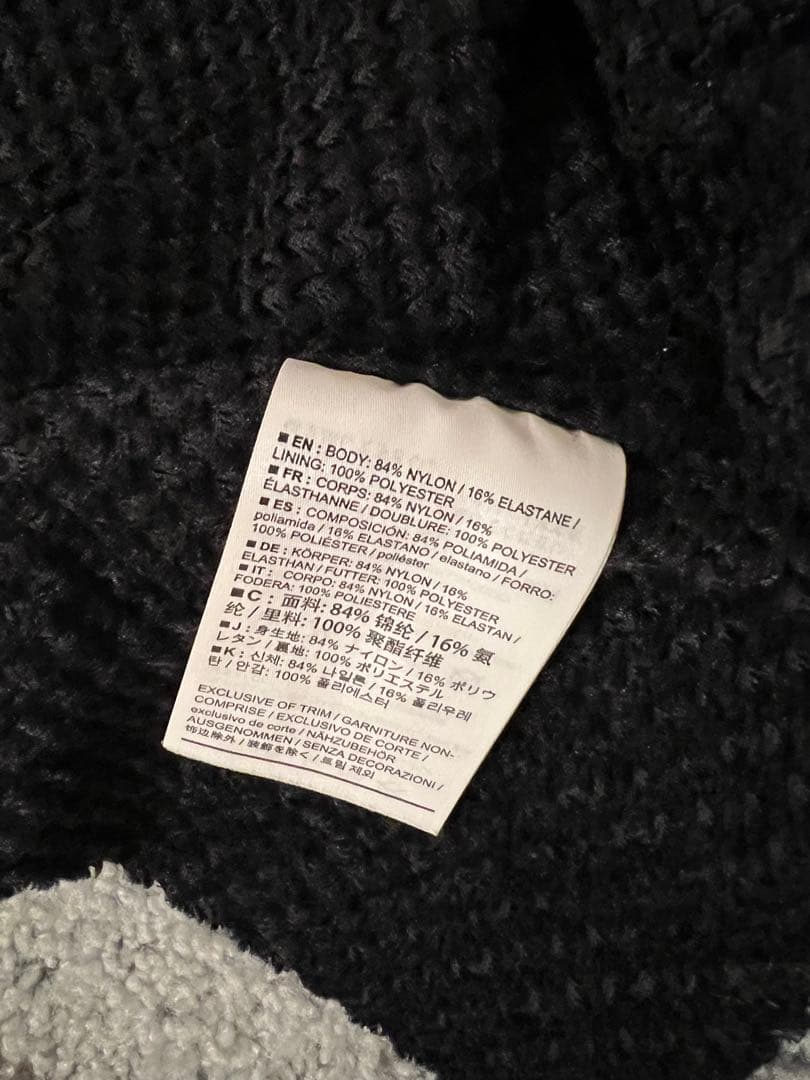 ■ EN : BODY: 84% NYLON / 16% ELASTANE /
LINING: 100% POLYESTER
■ FR : CORPS: 84% NYLON / 16%
ÉLASTHANNE / DOUBLURE: 100% POLYESTER
■ ES : COMPOSICIÓN: 84% POLIAMIDA /
poliamida / 16% ELASTANO / elastano / FORRO:
100% POLIÉSTER / poliéster
■ DE : KÖRPER: 84% NYLON / 16%
ELASTHAN / FUTTER: 100% POLYESTER
■ IT : CORPO: 84% NYLON / 16% ELASTAN /
FODERA: 100% POLIESTERE
■ C : 面料: 84% 锦纶 / 16% 氨
纶 / 里料: 100% 聚酯纤维
■ J : 身生地: 84% ナイロン / 16% ポリウ
レタン / 裏地: 100% ポリエステル
■ K : 신체: 84% 나일론 / 16% 폴리우레
탄 / 안감: 100% 폴리에스터
EXCLUSIVE OF TRIM / GARNITURE NON-
COMPRISE / EXCLUSIVO DE CORTE /
exclusivo de corte / NÄHZUBEHÖR
AUSGENOMMEN / SENZA DECORAZIONI /
饰边除外 / 装飾を除く / 트림 제외